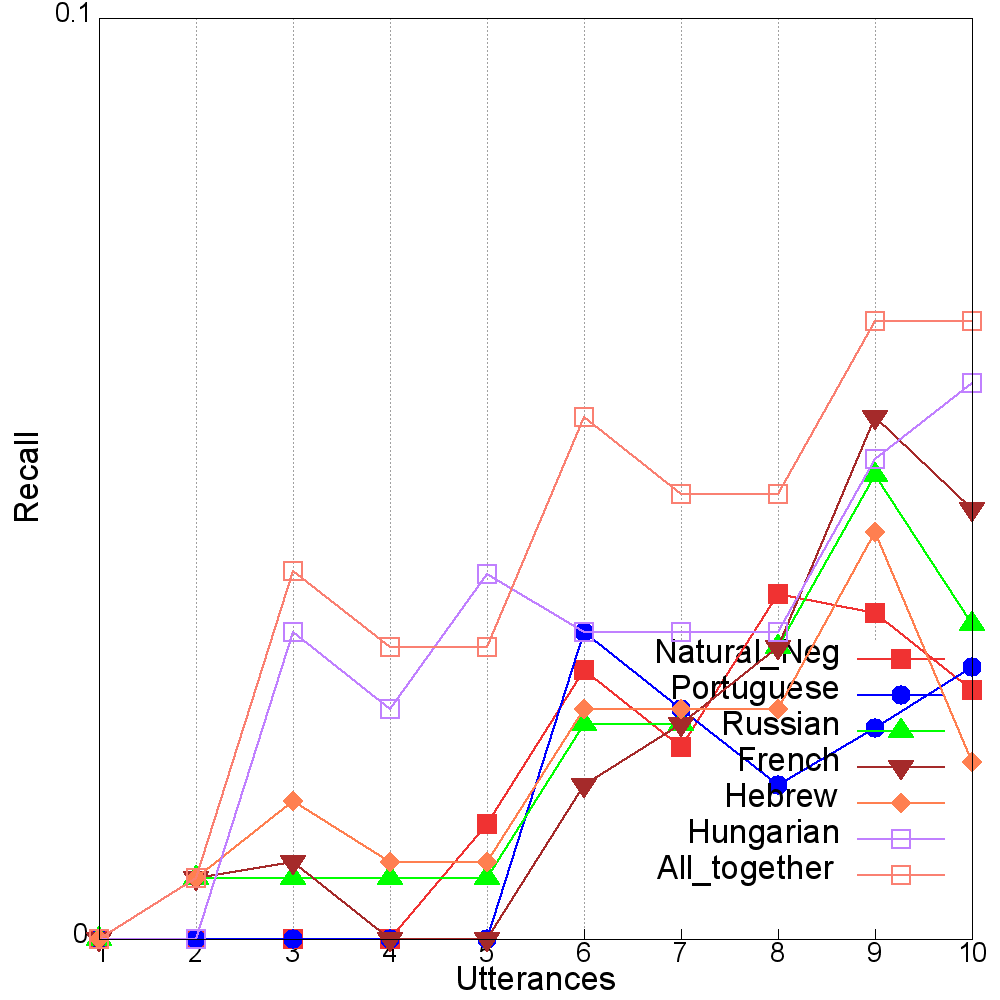 0.1
Recall
Natural_Neg
Portuguese
Russian
French
Hebrew
Hungarian
All_together
0
1 2 3 4 5 6 7 8 9 10
Utterances